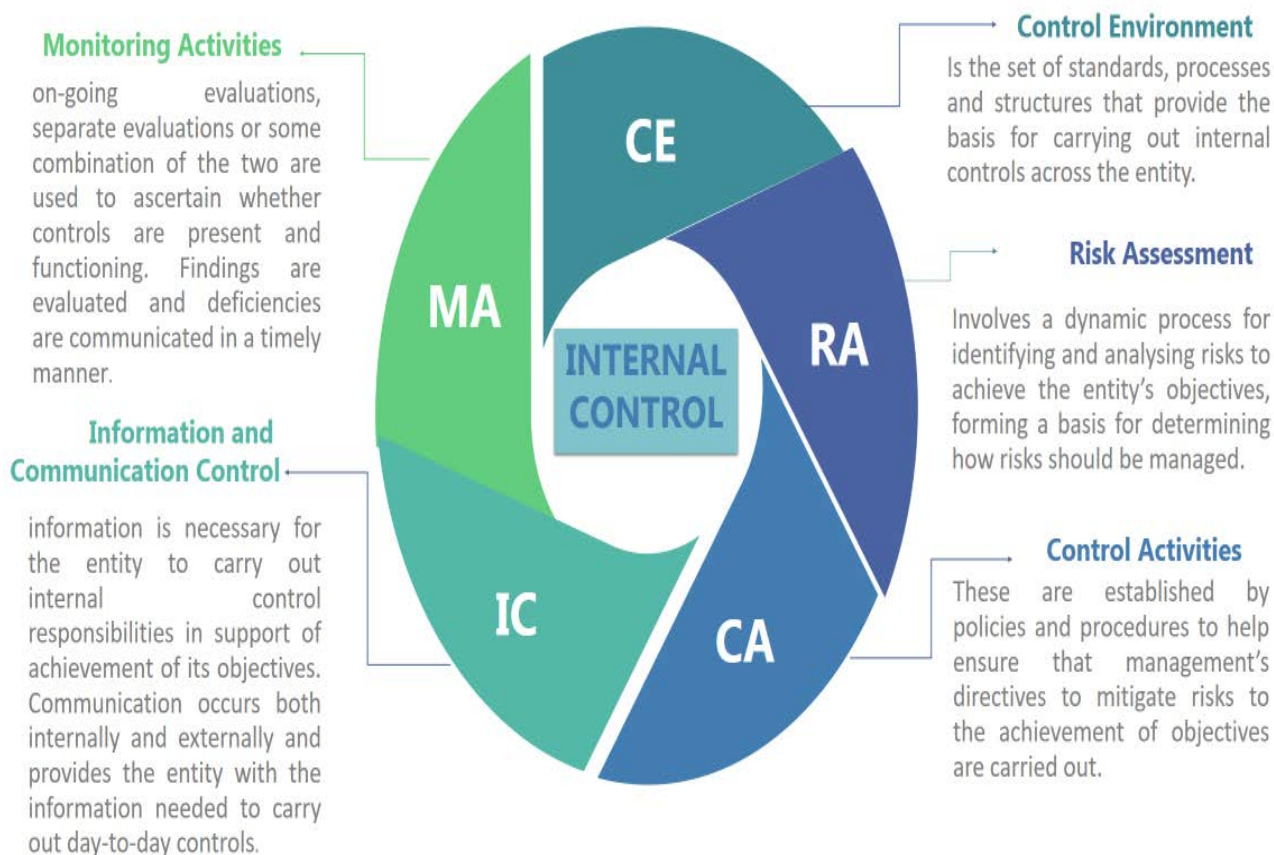 Monitoring Activities
on-going evaluations,
separate evaluations or some
combination of the two are
used to ascertain whether
controls are present and
functioning. Findings are
evaluated and deficiencies
are communicated in a timely
manner.
Information and
Communication Control
information is necessary for
the entity to carry out
internal control
responsibilities in support of
achievement of its objectives.
Communication occurs both
internally and externally and
provides the entity with the
information needed to carry
out day-to-day controls.
CE
RA
CA
IC
MA
INTERNAL
CONTROL
Control Environment
Is the set of standards, processes
and structures that provide the
basis for carrying out internal
controls across the entity.
Risk Assessment
Involves a dynamic process for
identifying and analysing risks to
achieve the entity's objectives,
forming a basis for determining
how risks should be managed.
Control Activities
These are established by
policies and procedures to help
ensure that management's
directives to mitigate risks to
the achievement of objectives
are carried out.